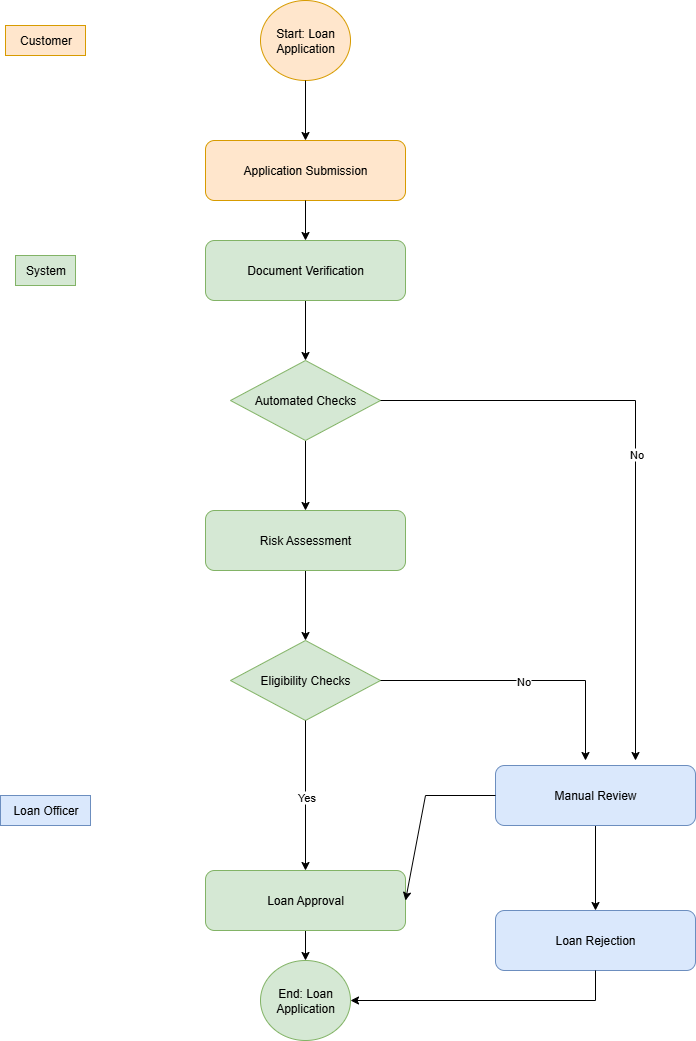 Customer
Start: Loan
Application
Application Submission
System
Document Verification
Automated Checks
No
Risk Assessment
Eligibility Checks
No
Yes
Manual Review
Loan Officer
Loan Approval
Loan Rejection
End: Loan
Application